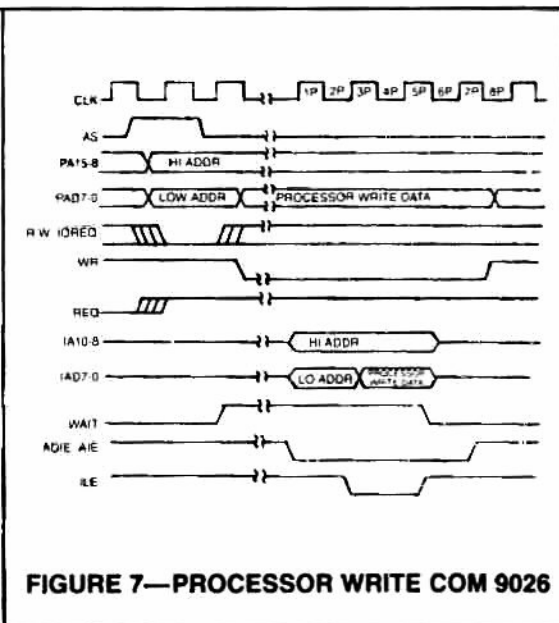 CLK 1P 2P 3P 4P 5P 6P 7P 8P
AS
PA15-8 HI ADDR
PAD7-0 LOW ADDR PROCESSOR WRITE DATA
R W IOREQ
WR
REQ
IA10-8 HI ADDR
IAD7-0 LO ADDR PROCESSOR WRITE DATA
WAIT
ADIE AIE
ILE
FIGURE 7—PROCESSOR WRITE COM 9026